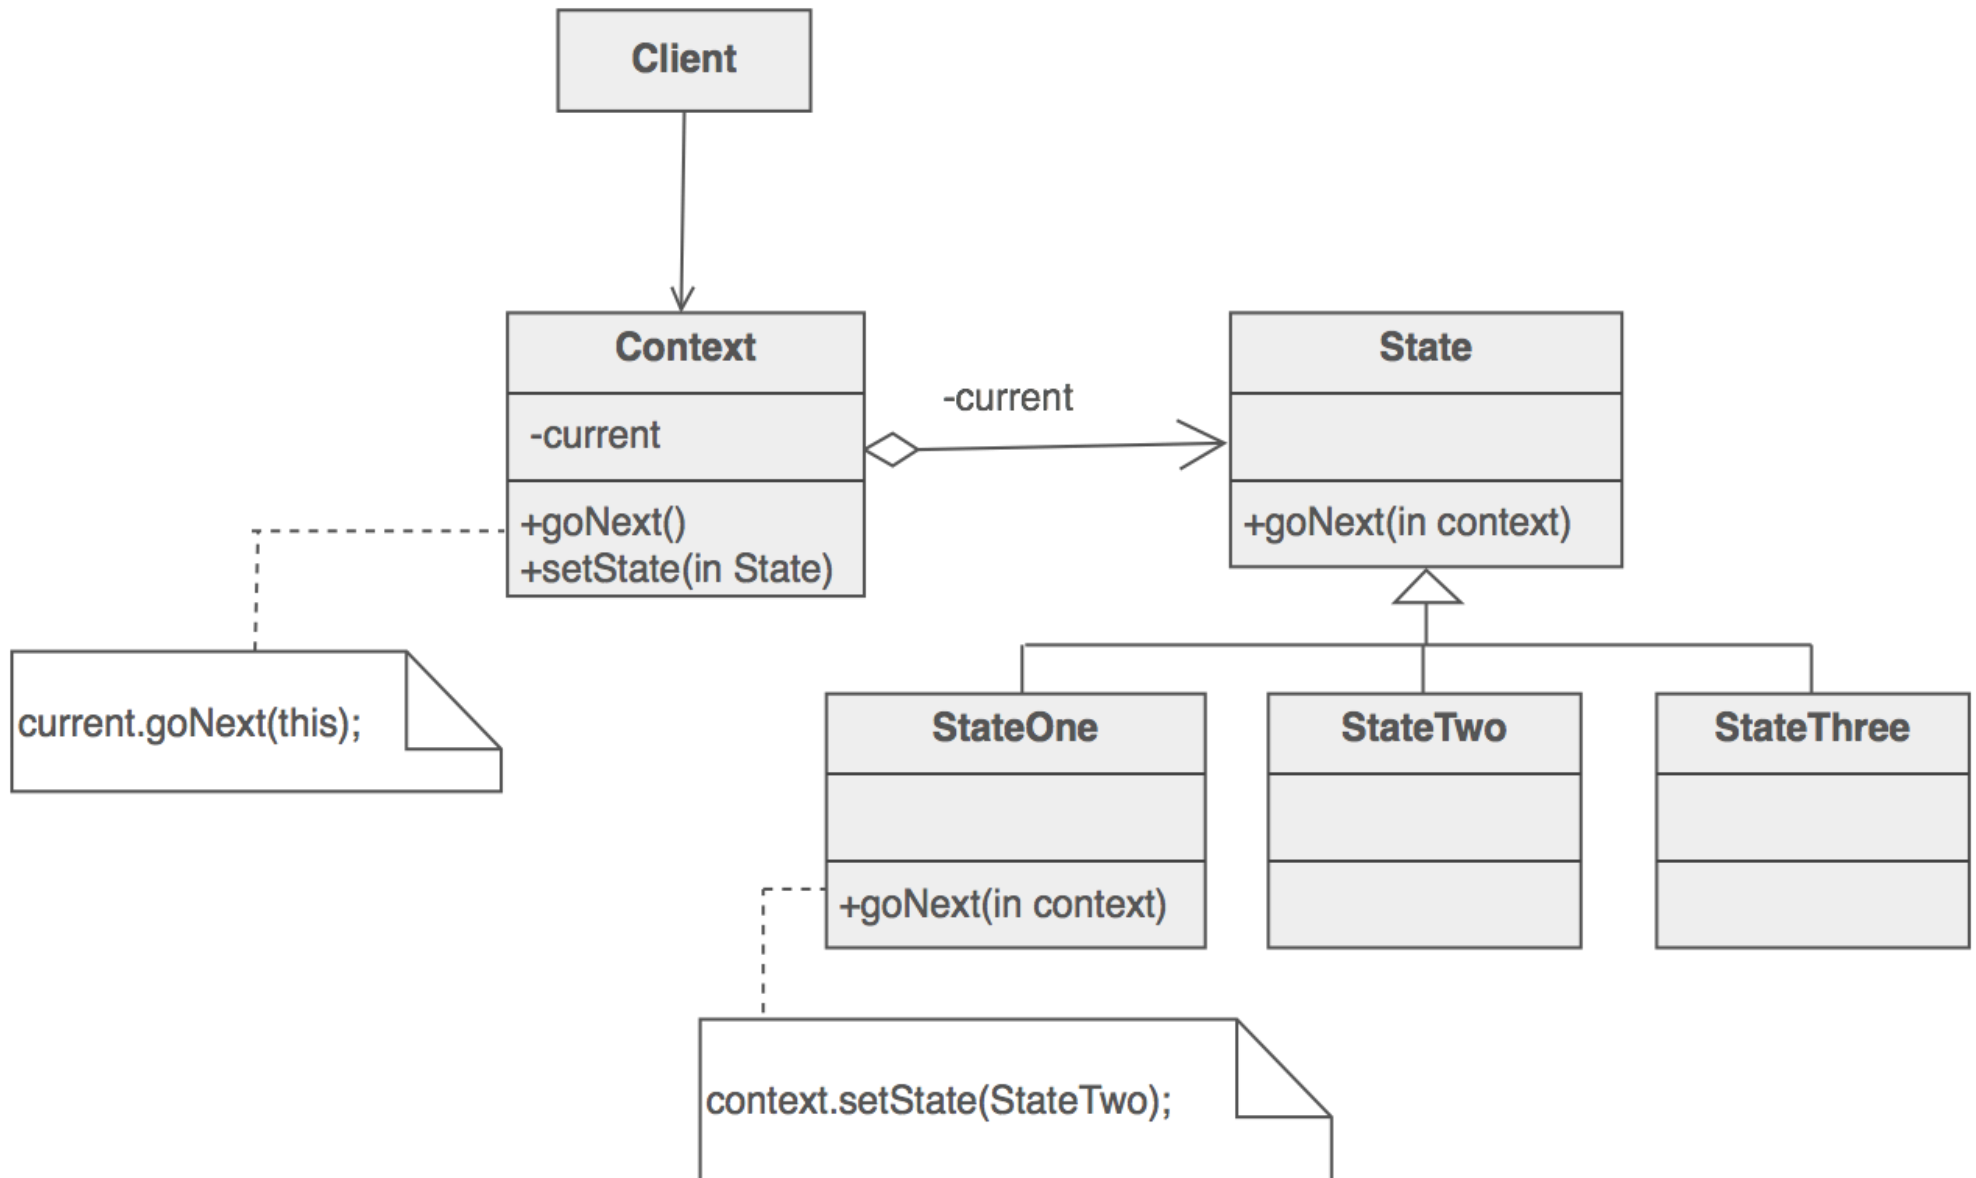 Client
Context
-current
+goNext()
+setState(in State)
-current
State
+goNext(in context)
current.goNext(this);
StateOne
+goNext(in context)
StateTwo
StateThree
context.setState(StateTwo);